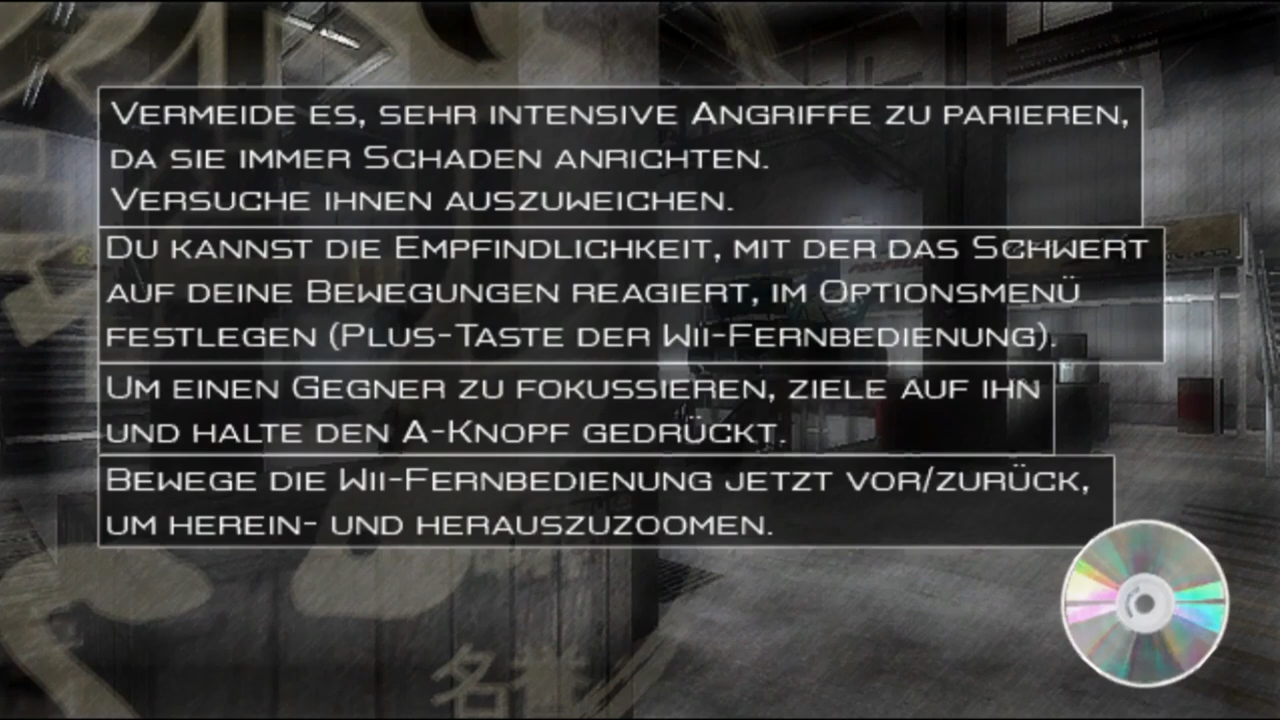 Vermeide es, sehr intensive Angriffe zu parieren,
da sie immer Schaden anrichten.
Versuche ihnen auszuweichen.
Du kannst die Empfindlichkeit, mit der das Schwert
auf deine Bewegungen reagiert, im Optionsmenü
festlegen (Plus-Taste der Wii-Fernbedienung).
Um einen Gegner zu fokussieren, ziele auf ihn
und halte den A-Knopf gedrückt.
Bewege die Wii-Fernbedienung jetzt vor/zurück,
um herein- und herauszuzoomen.
名誉